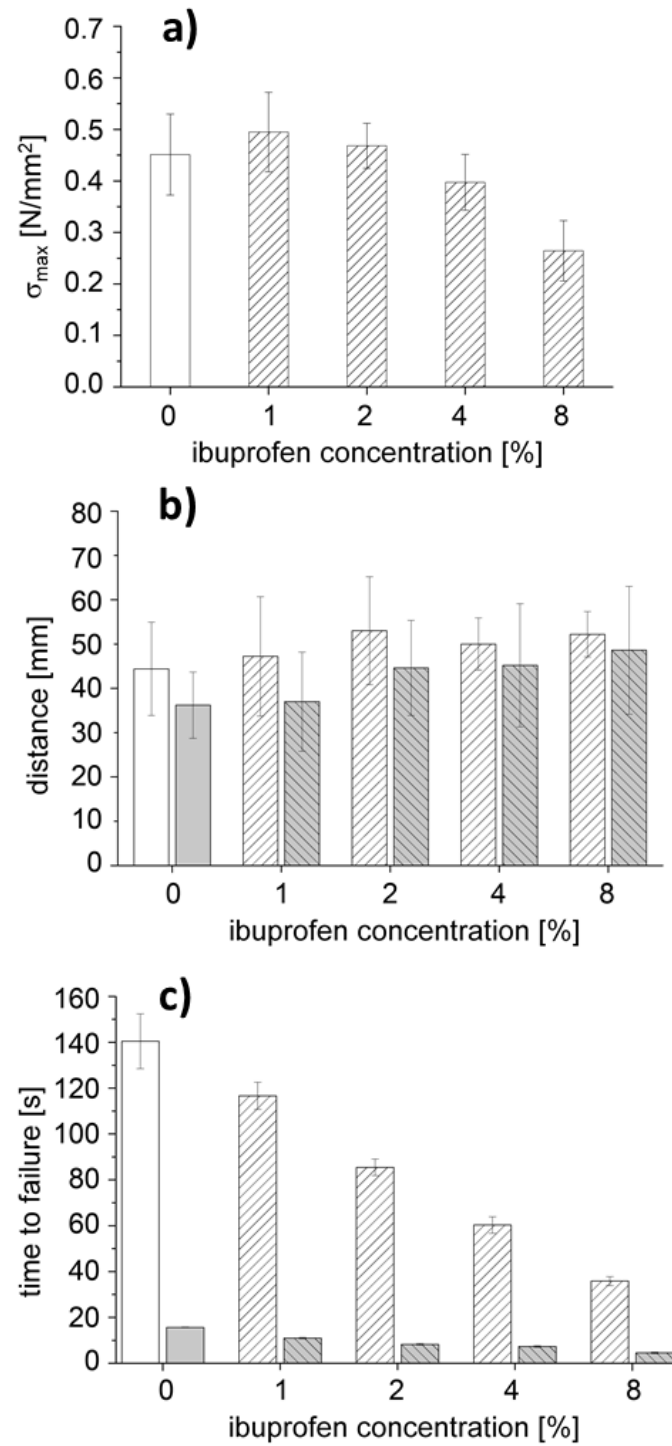 a)
0.7
0.6
0.5
0.4
0.3
0.2
0.1
0.0
σmax [N/mm²]
0 1 2 4 8
ibuprofen concentration [%]
b)
80
70
60
50
40
30
20
10
0
distance [mm]
0 1 2 4 8
ibuprofen concentration [%]
c)
160
140
120
100
80
60
40
20
0
time to failure [s]
0 1 2 4 8
ibuprofen concentration [%]